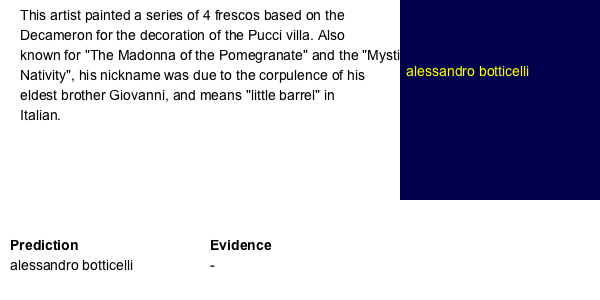 This artist painted a series of 4 frescos based on the
Decameron for the decoration of the Pucci villa. Also
known for "The Madonna of the Pomegranate" and the "Mysti
Nativity", his nickname was due to the corpulence of his
eldest brother Giovanni, and means "little barrel" in
Italian.
alessandro botticelli
Prediction Evidence
alessandro botticelli -